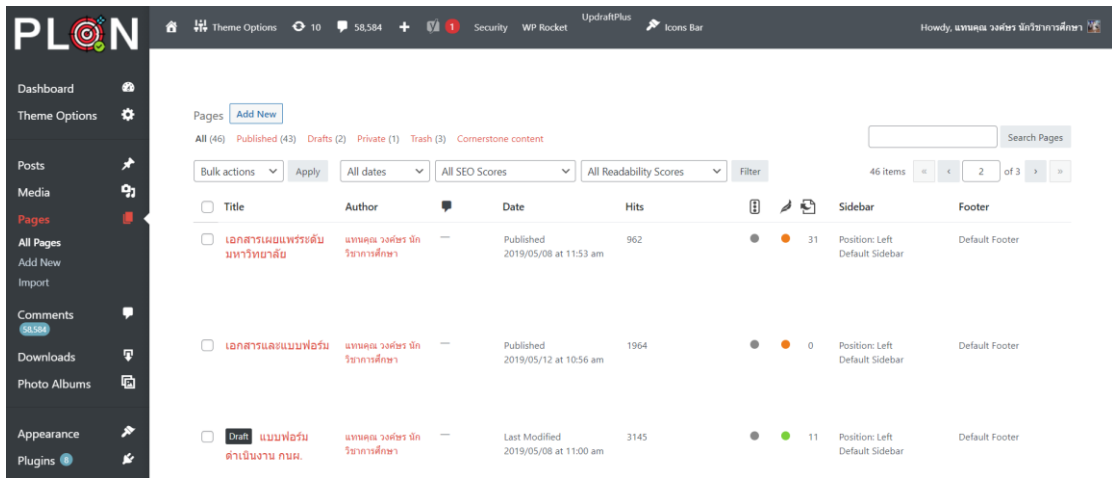 PLON
Theme Options 10 58,584 + 1 Security WP Rocket UpdraftPlus Icons Bar Howdy, แทนคุณ วงค์ษร นักวิชาการศึกษา
Dashboard
Theme Options
Posts
Media
Pages
All Pages
Add New
Import
Comments
58,584
Downloads
Photo Albums
Appearance
Plugins 8
Pages Add New
All (46) Published (43) Drafts (2) Private (1) Trash (3) Cornerstone content
Search Pages
Bulk actions Apply All dates All SEO Scores All Readability Scores Filter 46 items « ‹ 2 of 3 › »
Title Author Date Hits Sidebar Footer
เอกสารเผยแพร่ระดับ แทนคุณ วงค์ษร นัก — Published 962 31 Position: Left Default Footer
มหาวิทยาลัย วิชาการศึกษา 2019/05/08 at 11:53 am Default Sidebar
เอกสารและแบบฟอร์ม แทนคุณ วงค์ษร นัก — Published 1964 0 Position: Left Default Footer
วิชาการศึกษา 2019/05/12 at 10:56 am Default Sidebar
Draft แบบฟอร์ม แทนคุณ วงค์ษร นัก — Last Modified 3145 11 Position: Left Default Footer
ดำเนินงาน กนผ. วิชาการศึกษา 2019/05/08 at 11:00 am Default Sidebar